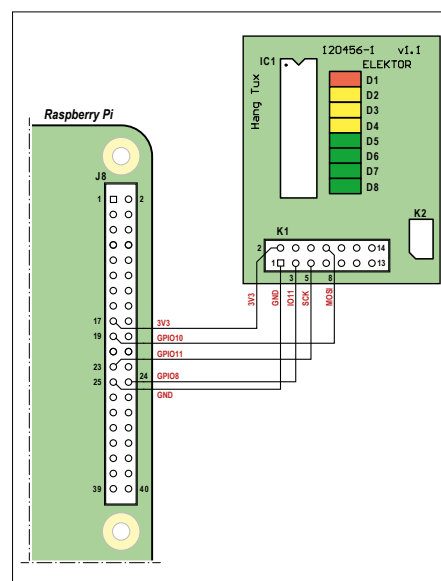 120456-1 v1.1
IC1
ELEKTOR
Hang Tux
D1
D2
D3
D4
D5
D6
D7
D8
Raspberry Pi
J8
1
2
K2
K1
2
14
1
3
5
8
13
3V3
GND
IO11
SCK
MOSI
17
3V3
19
GPIO10
23
GPIO11
24
GPIO8
25
GND
39
40